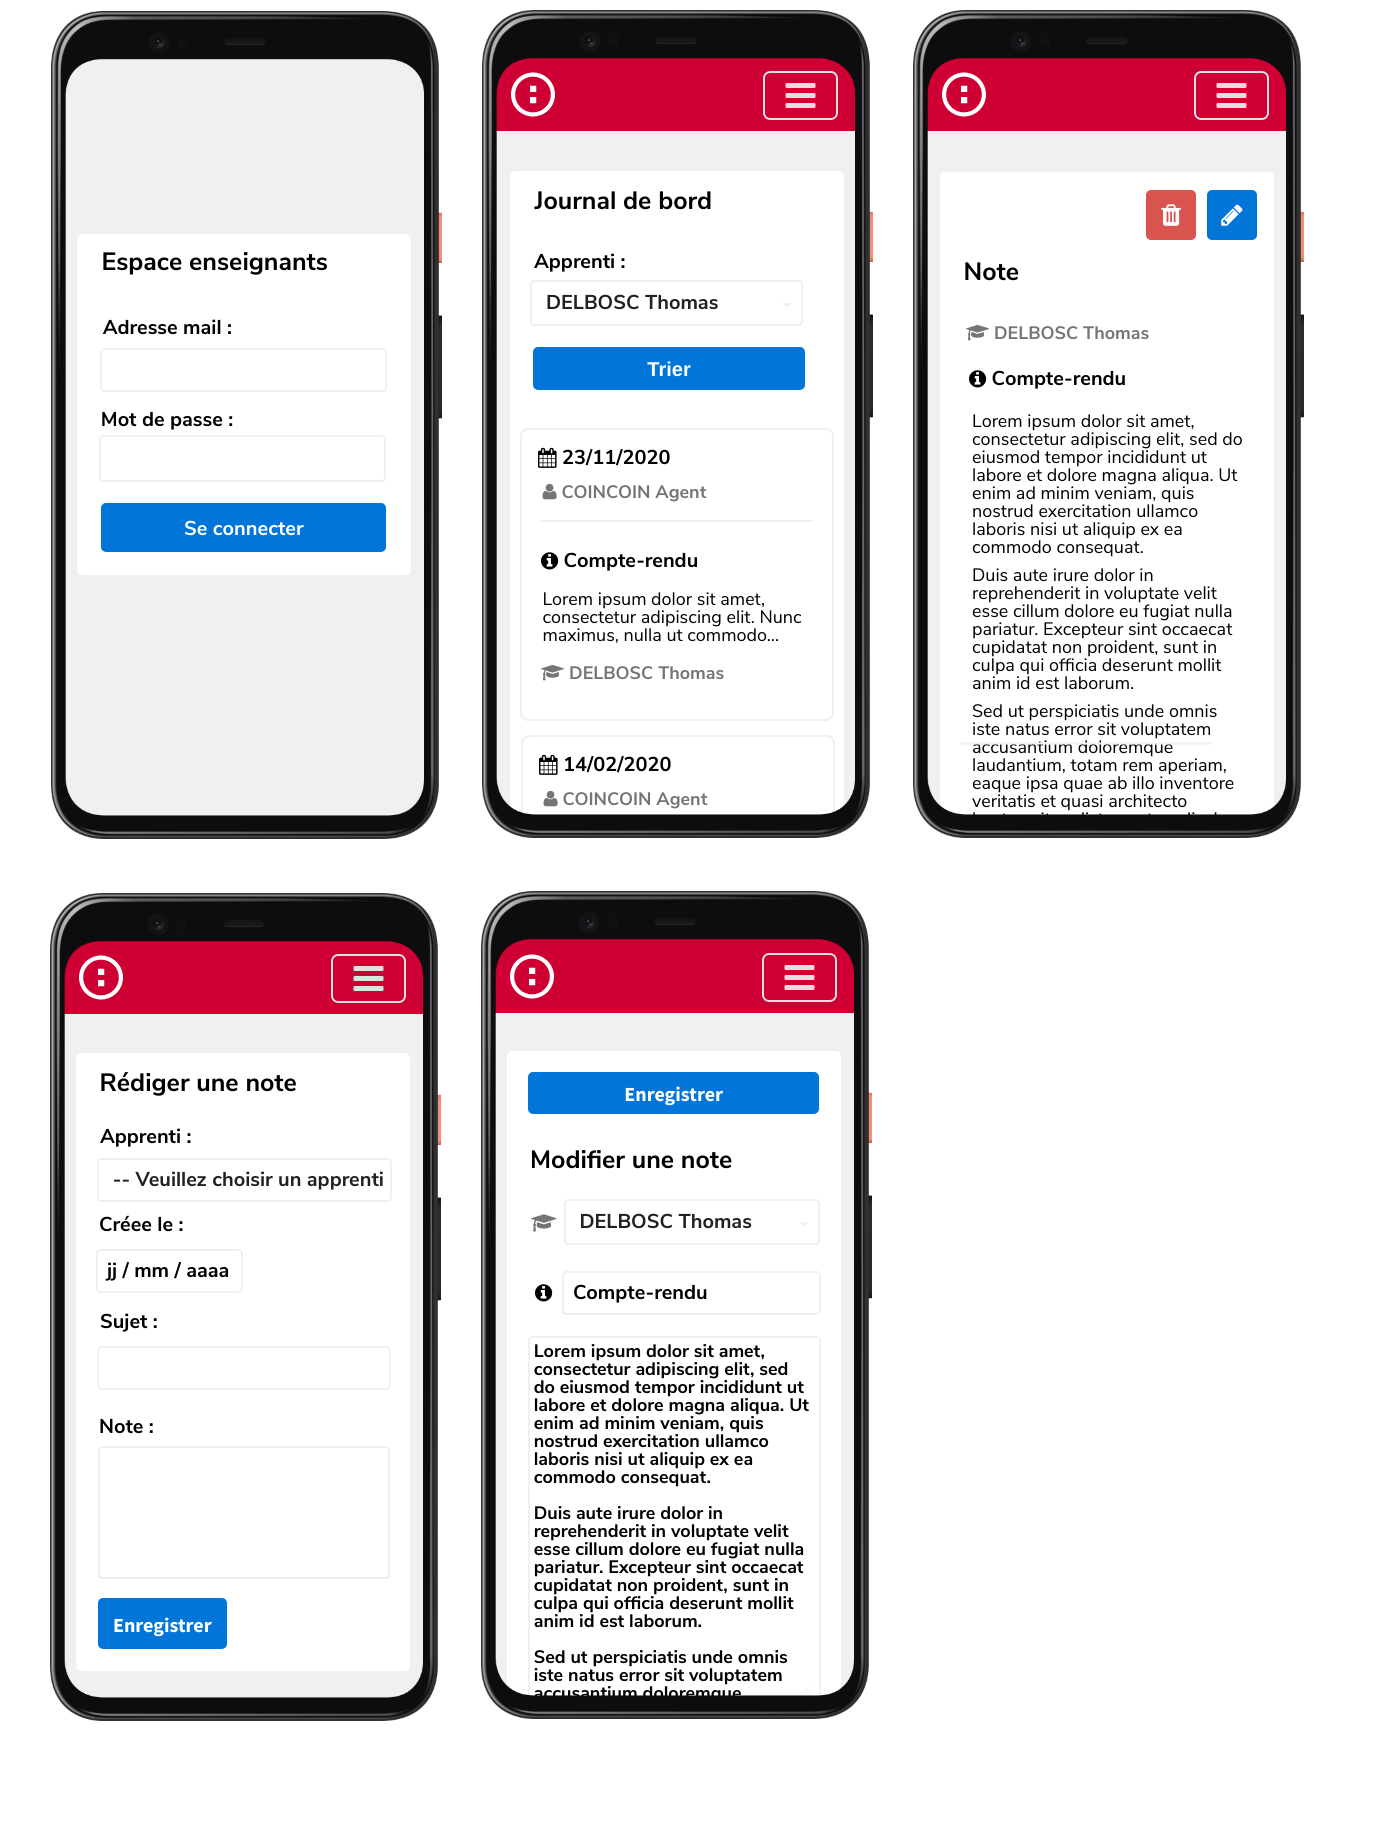 Espace enseignants
Adresse mail :
Mot de passe :
Se connecter
Journal de bord
Apprenti :
DELBOSC Thomas
Trier
23/11/2020
COINCOIN Agent
Compte-rendu
Lorem ipsum dolor sit amet,
consectetur adipiscing elit. Nunc
maximus, nulla ut commodo...
DELBOSC Thomas
14/02/2020
COINCOIN Agent
Note
DELBOSC Thomas
Compte-rendu
Lorem ipsum dolor sit amet,
consectetur adipiscing elit, sed do
eiusmod tempor incididunt ut
labore et dolore magna aliqua. Ut
enim ad minim veniam, quis
nostrud exercitation ullamco
laboris nisi ut aliquip ex ea
commodo consequat.
Duis aute irure dolor in
reprehenderit in voluptate velit
esse cillum dolore eu fugiat nulla
pariatur. Excepteur sint occaecat
cupidatat non proident, sunt in
culpa qui officia deserunt mollit
anim id est laborum.
Sed ut perspiciatis unde omnis
iste natus error sit voluptatem
accusantium doloremque
laudantium, totam rem aperiam,
eaque ipsa quae ab illo inventore
veritatis et quasi architecto
Rédiger une note
Apprenti :
-- Veuillez choisir un apprenti
Créee le :
jj / mm / aaaa
Sujet :
Note :
Enregistrer
Enregistrer
Modifier une note
DELBOSC Thomas
Compte-rendu
Lorem ipsum dolor sit amet,
consectetur adipiscing elit, sed
do eiusmod tempor incididunt ut
labore et dolore magna aliqua. Ut
enim ad minim veniam, quis
nostrud exercitation ullamco
laboris nisi ut aliquip ex ea
commodo consequat.
Duis aute irure dolor in
reprehenderit in voluptate velit
esse cillum dolore eu fugiat nulla
pariatur. Excepteur sint occaecat
cupidatat non proident, sunt in
culpa qui officia deserunt mollit
anim id est laborum.
Sed ut perspiciatis unde omnis
iste natus error sit voluptatem
accusantium doloremque